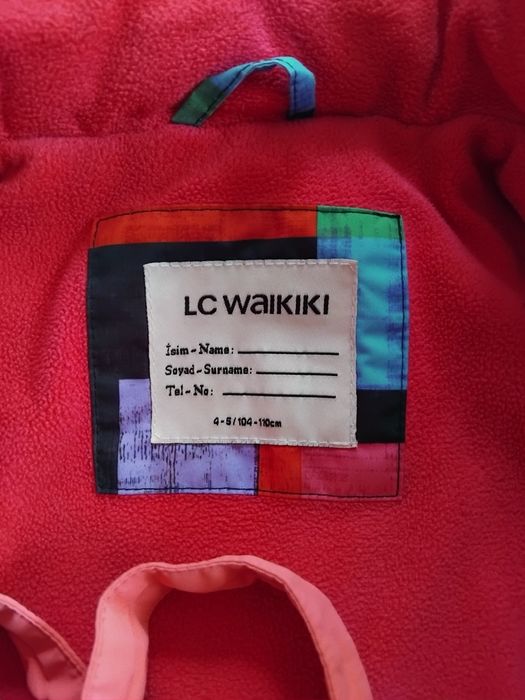 LC WAIKIKI
İsim - Name:
Soyad - Surname:
Tel - No:
4-5/104-110cm